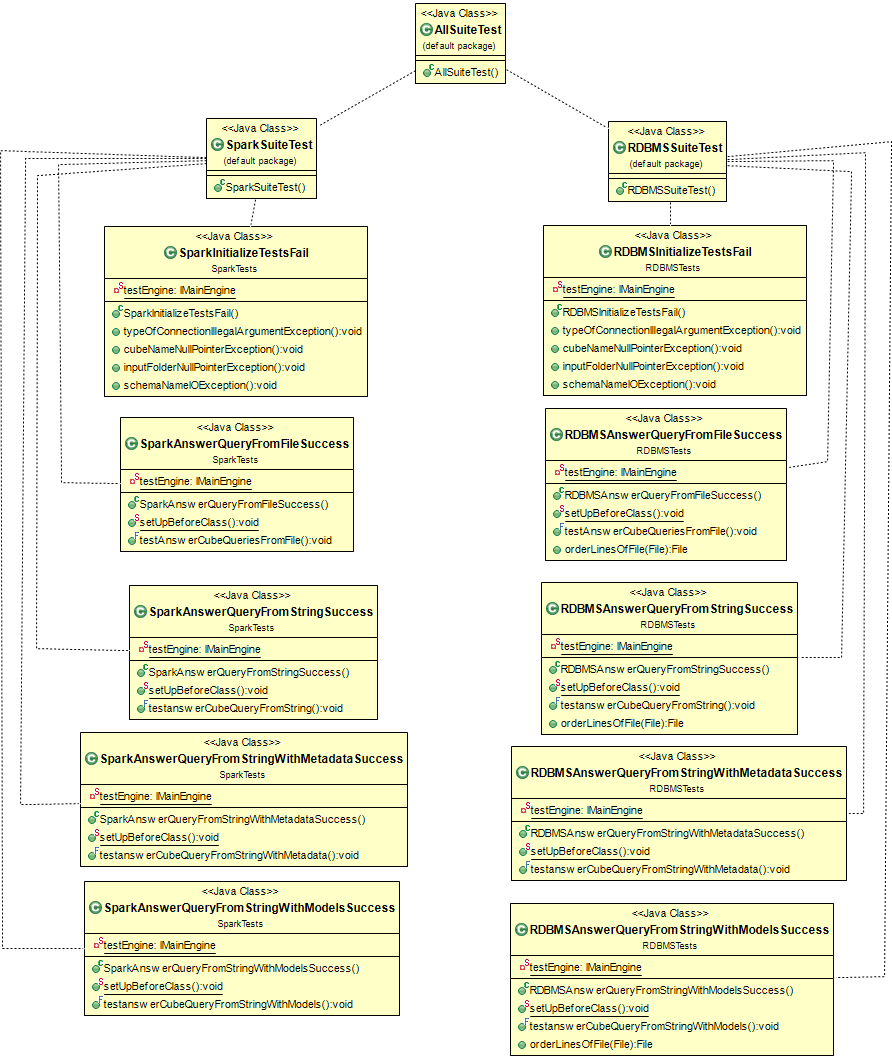 <<Java Class>>
AllSuiteTest
(default package)
AllSuiteTest()
<<Java Class>>
SparkSuiteTest
(default package)
SparkSuiteTest()
<<Java Class>>
RDBMSSuiteTest
(default package)
RDBMSSuiteTest()
<<Java Class>>
SparkInitializeTestsFail
SparkTests
testEngine: IMainEngine
SparkInitializeTestsFail()
typeOfConnectionIllegalArgumentException():void
cubeNameNullPointerException():void
inputFolderNullPointerException():void
schemaNameIOException():void
<<Java Class>>
RDBMSInitializeTestsFail
RDBMSTests
testEngine: IMainEngine
RDBMSInitializeTestsFail()
typeOfConnectionIllegalArgumentException():void
cubeNameNullPointerException():void
inputFolderNullPointerException():void
schemaNameIOException():void
<<Java Class>>
SparkAnswerQueryFromFileSuccess
SparkTests
testEngine: IMainEngine
SparkAnswerQueryFromFileSuccess()
setUpBeforeClass():void
testAnswerCubeQueriesFromFile():void
<<Java Class>>
RDBMSAnswerQueryFromFileSuccess
RDBMSTests
testEngine: IMainEngine
RDBMSAnswerQueryFromFileSuccess()
setUpBeforeClass():void
testAnswerCubeQueriesFromFile():void
orderLinesOfFile(File):File
<<Java Class>>
SparkAnswerQueryFromStringSuccess
SparkTests
testEngine: IMainEngine
SparkAnswerQueryFromStringSuccess()
setUpBeforeClass():void
testanswerCubeQueryFromString():void
<<Java Class>>
RDBMSAnswerQueryFromStringSuccess
RDBMSTests
testEngine: IMainEngine
RDBMSAnswerQueryFromStringSuccess()
setUpBeforeClass():void
testanswerCubeQueryFromString():void
orderLinesOfFile(File):File
<<Java Class>>
SparkAnswerQueryFromStringWithMetadataSuccess
SparkTests
testEngine: IMainEngine
SparkAnswerQueryFromStringWithMetadataSuccess()
setUpBeforeClass():void
testanswerCubeQueryFromStringWithMetadata():void
<<Java Class>>
RDBMSAnswerQueryFromStringWithMetadataSuccess
RDBMSTests
testEngine: IMainEngine
RDBMSAnswerQueryFromStringWithMetadataSuccess()
setUpBeforeClass():void
testanswerCubeQueryFromStringWithMetadata():void
<<Java Class>>
SparkAnswerQueryFromStringWithModelsSuccess
SparkTests
testEngine: IMainEngine
SparkAnswerQueryFromStringWithModelsSuccess()
setUpBeforeClass():void
testanswerCubeQueryFromStringWithModels():void
<<Java Class>>
RDBMSAnswerQueryFromStringWithModelsSuccess
RDBMSTests
testEngine: IMainEngine
RDBMSAnswerQueryFromStringWithModelsSuccess()
setUpBeforeClass():void
testanswerCubeQueryFromStringWithModels():void
orderLinesOfFile(File):File